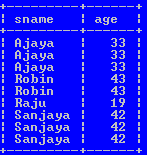 +----------+------+
| sname    | age  |
+----------+------+
| Ajaya    |   33 |
| Ajaya    |   33 |
| Ajaya    |   33 |
| Robin    |   43 |
| Robin    |   43 |
| Raju     |   19 |
| Sanjaya  |   42 |
| Sanjaya  |   42 |
| Sanjaya  |   42 |
+----------+------+